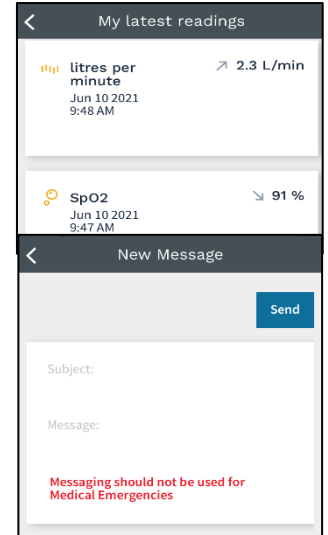 My latest readings
litres per 2.3 L/min
minute
Jun 10 2021
9:48 AM
SpO2 91 %
Jun 10 2021
9:47 AM
New Message
Send
Subject:
Message:
Messaging should not be used for
Medical Emergencies